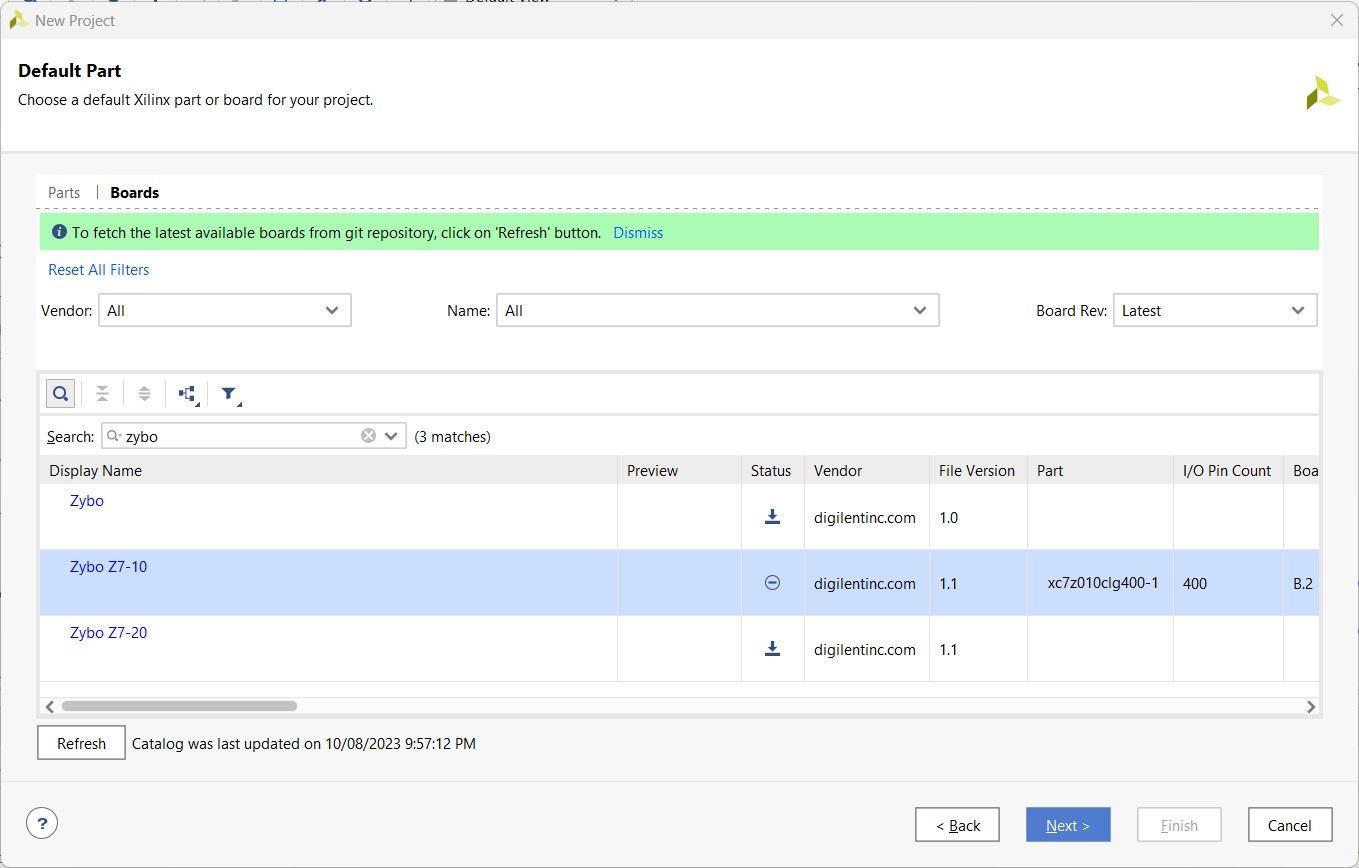 New Project
Default Part
Choose a default Xilinx part or board for your project.
Parts | Boards
To fetch the latest available boards from git repository, click on 'Refresh' button. Dismiss
Reset All Filters
Vendor: All Name: All Board Rev: Latest
Search: zybo (3 matches)
Display Name Preview Status Vendor File Version Part I/O Pin Count Boa
Zybo digilentinc.com 1.0
Zybo Z7-10 digilentinc.com 1.1 xc7z010clg400-1 400 B.2
Zybo Z7-20 digilentinc.com 1.1
Refresh Catalog was last updated on 10/08/2023 9:57:12 PM
? < Back Next > Finish Cancel